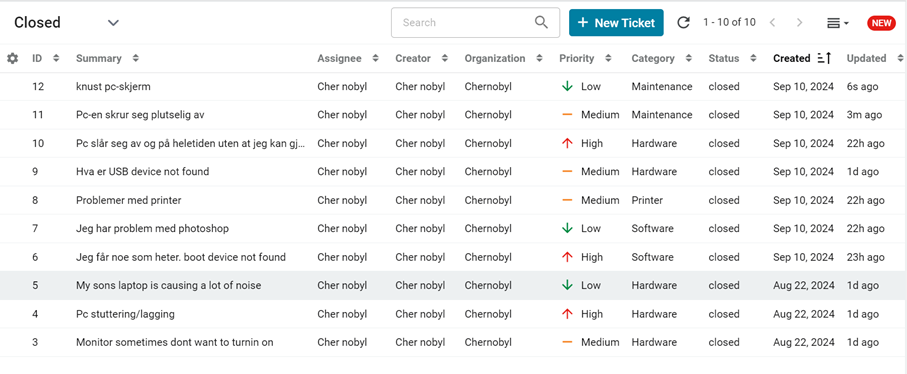 Closed Search + New Ticket 1 - 10 of 10 NEW
ID Summary Assignee Creator Organization Priority Category Status Created Updated
12 knust pc-skjerm Cher nobyl Cher nobyl Chernobyl Low Maintenance closed Sep 10, 2024 6s ago
11 Pc-en skrur seg plutselig av Cher nobyl Cher nobyl Chernobyl Medium Maintenance closed Sep 10, 2024 3m ago
10 Pc slår seg av og på heletiden uten at jeg kan gj... Cher nobyl Cher nobyl Chernobyl High Hardware closed Sep 10, 2024 22h ago
9 Hva er USB device not found Cher nobyl Cher nobyl Chernobyl Medium Hardware closed Sep 10, 2024 1d ago
8 Problemer med printer Cher nobyl Cher nobyl Chernobyl Medium Printer closed Sep 10, 2024 22h ago
7 Jeg har problem med photoshop Cher nobyl Cher nobyl Chernobyl Low Software closed Sep 10, 2024 22h ago
6 Jeg får noe som heter. boot device not found Cher nobyl Cher nobyl Chernobyl High Software closed Sep 10, 2024 23h ago
5 My sons laptop is causing a lot of noise Cher nobyl Cher nobyl Chernobyl Low Hardware closed Aug 22, 2024 1d ago
4 Pc stuttering/lagging Cher nobyl Cher nobyl Chernobyl High Hardware closed Aug 22, 2024 1d ago
3 Monitor sometimes dont want to turnin on Cher nobyl Cher nobyl Chernobyl Medium Hardware closed Aug 22, 2024 1d ago